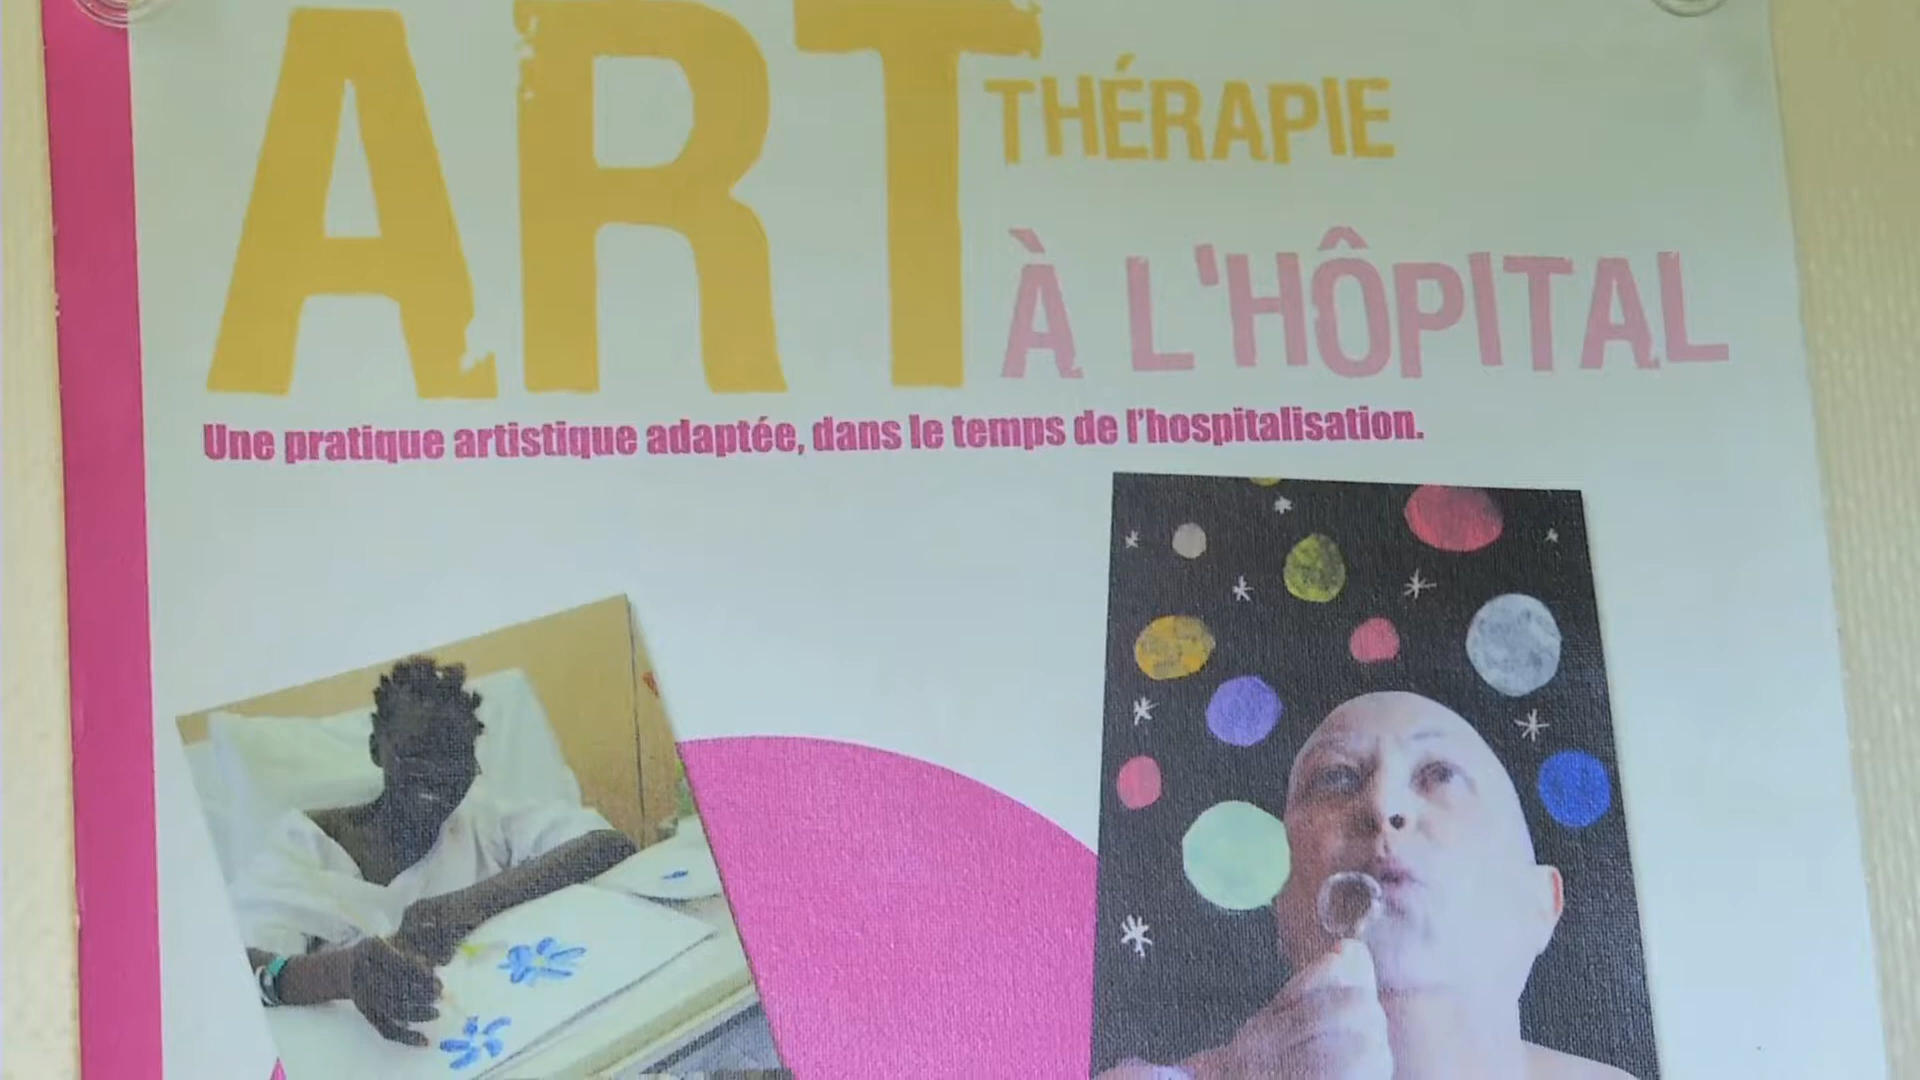 ART THÉRAPIE
À L'HÔPITAL
Une pratique artistique adaptée, dans le temps de l'hospitalisation.